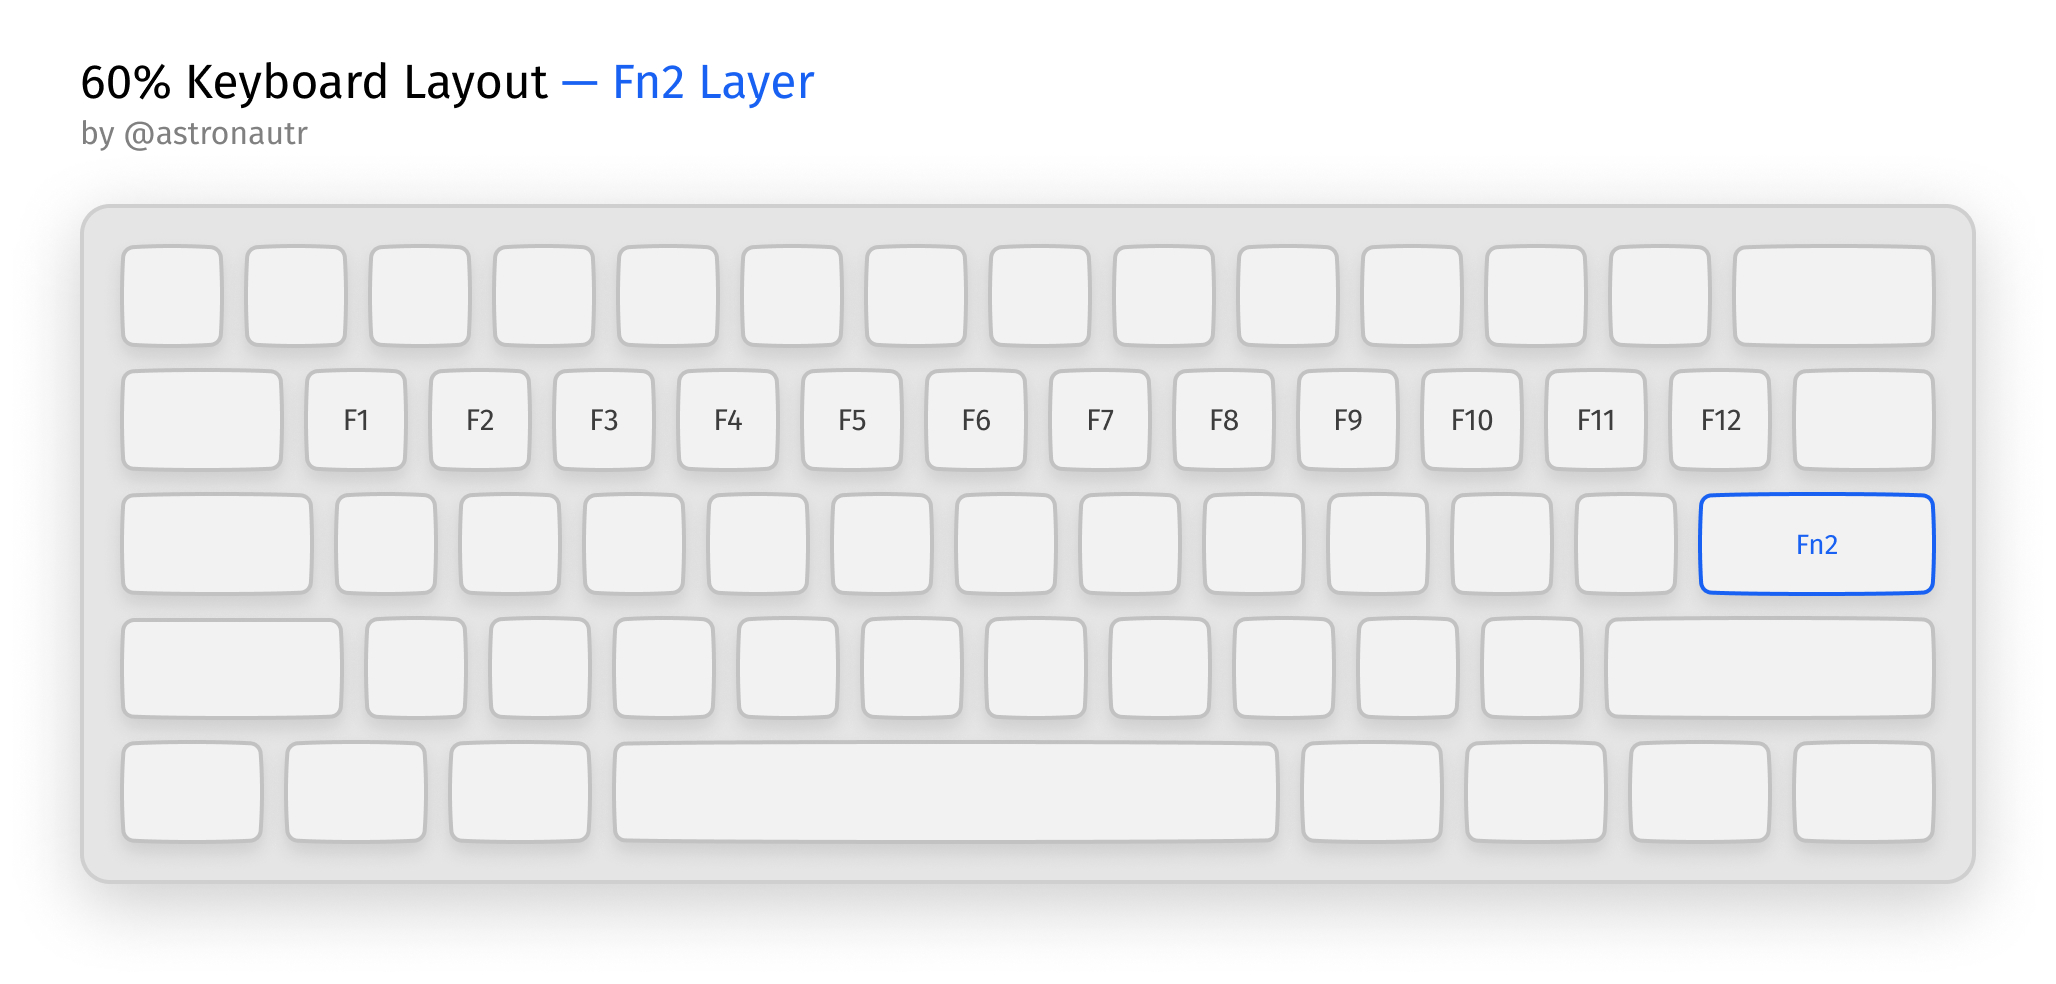 60% Keyboard Layout — Fn2 Layer
by @astronautr
F1 F2 F3 F4 F5 F6 F7 F8 F9 F10 F11 F12
Fn2